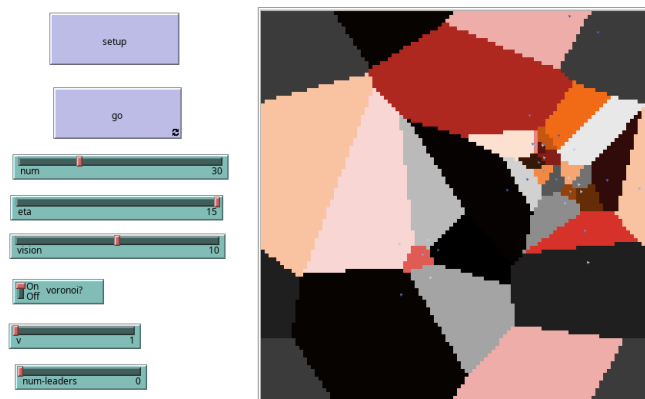 setup
go
num 30
eta 15
vision 10
On
Off voronoi?
v 1
num-leaders 0